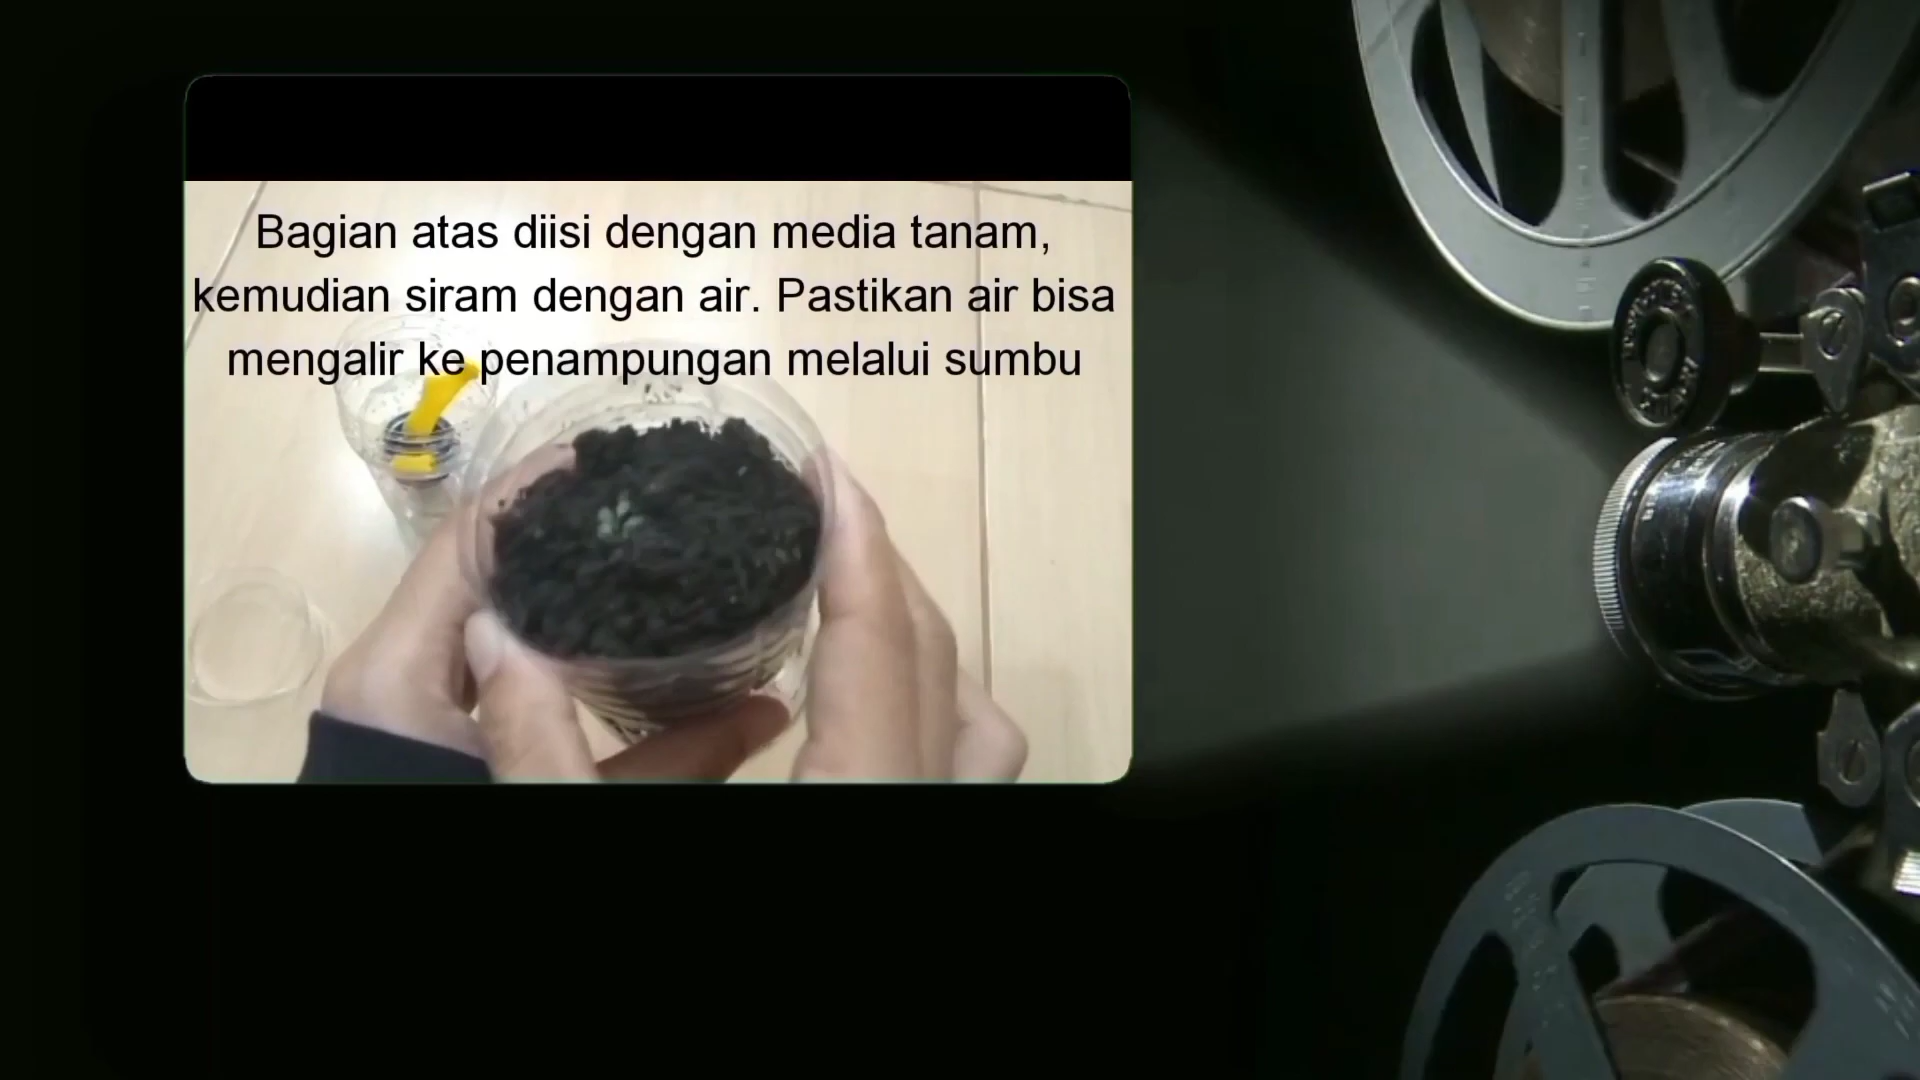 Bagian atas diisi dengan media tanam,
kemudian siram dengan air. Pastikan air bisa
mengalir ke penampungan melalui sumbu